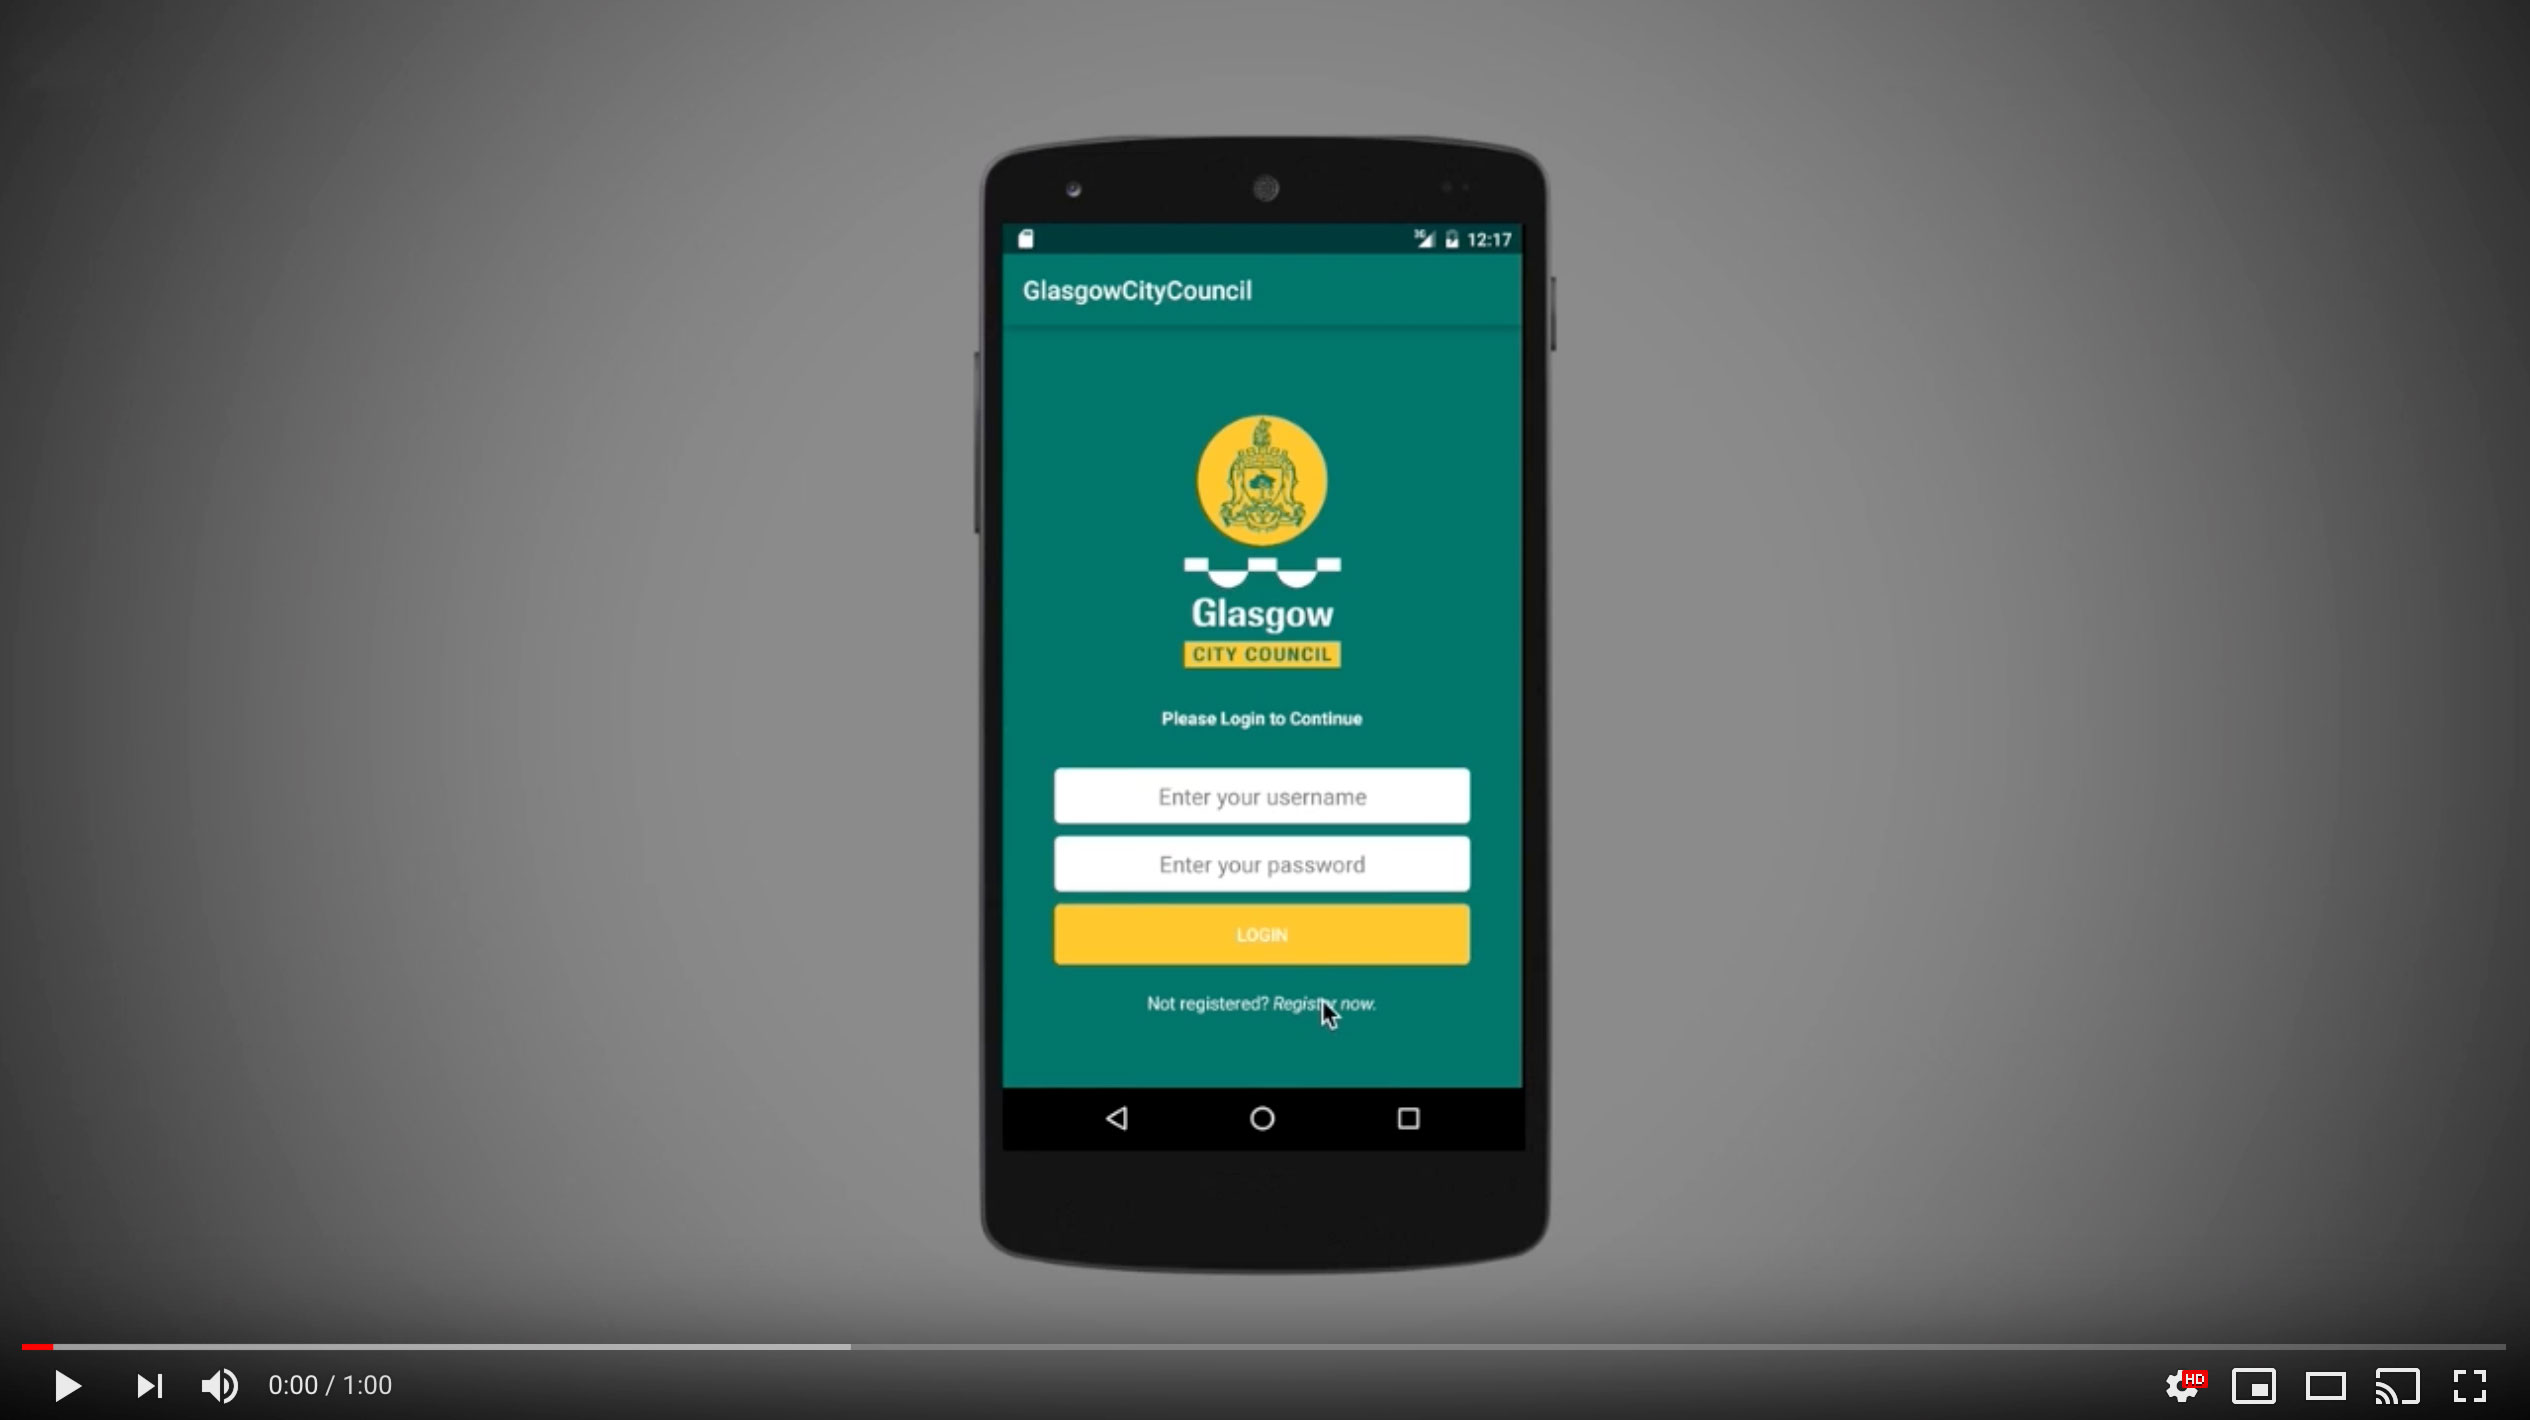 12:17
GlasgowCityCouncil
Glasgow
CITY COUNCIL
Please Login to Continue
Enter your username
Enter your password
LOGIN
Not registered? Register now.
0:00 / 1:00
HD